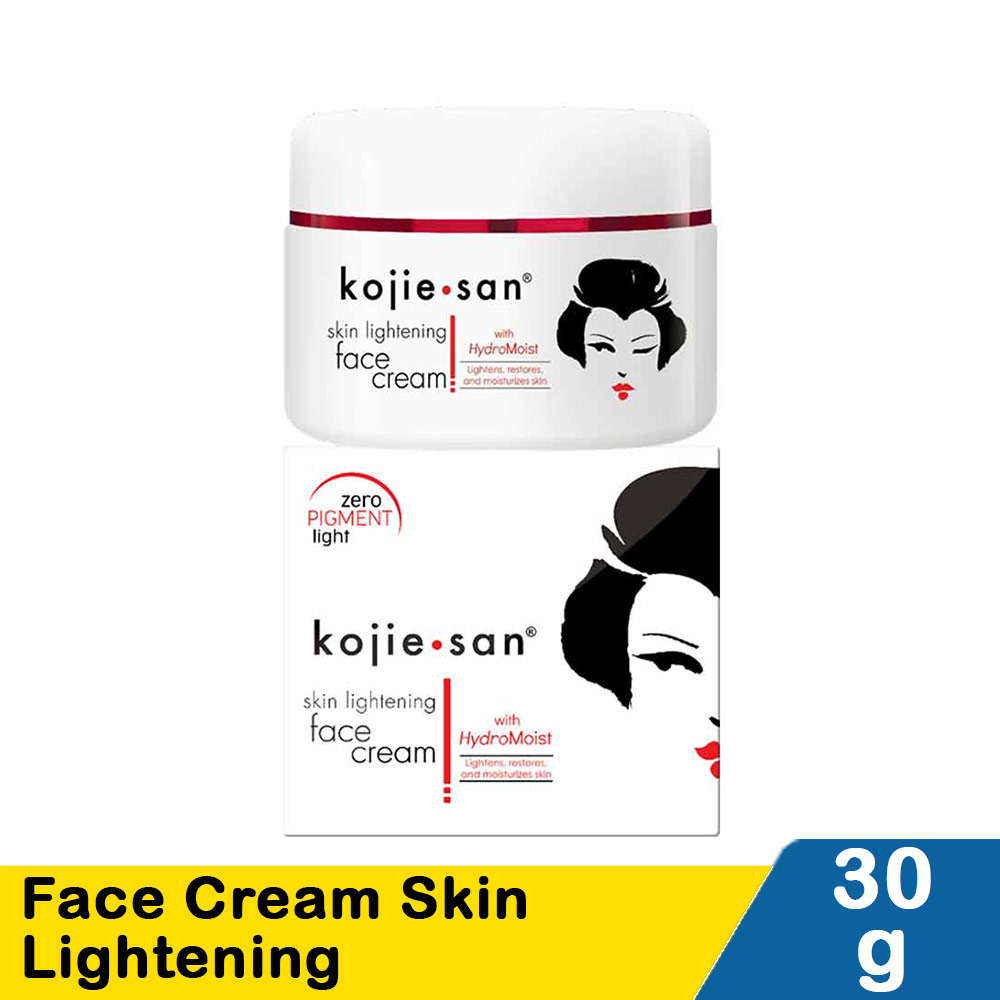 kojie•san®
skin lightening
face
cream
with
HydroMoist
Lightens, restores,
and moisturizes skin
zero
PIGMENT
light
kojie•san®
skin lightening
face
cream
with
HydroMoist
Lightens, restores,
and moisturizes skin
Face Cream Skin
Lightening
30
g